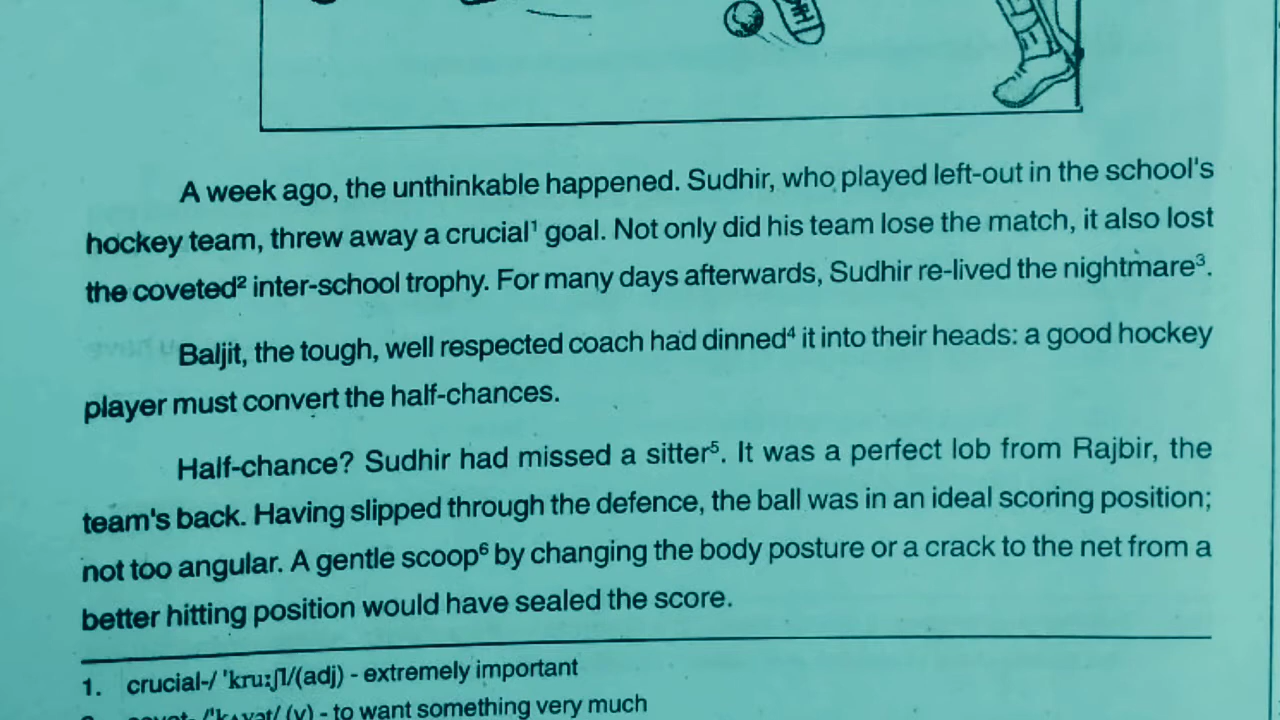 A week ago, the unthinkable happened. Sudhir, who played left-out in the school's
hockey team, threw away a crucial¹ goal. Not only did his team lose the match, it also lost
the coveted² inter-school trophy. For many days afterwards, Sudhir re-lived the nightmare³.
Baljit, the tough, well respected coach had dinned⁴ it into their heads: a good hockey
player must convert the half-chances.
Half-chance? Sudhir had missed a sitter⁵. It was a perfect lob from Rajbir, the
team's back. Having slipped through the defence, the ball was in an ideal scoring position;
not too angular. A gentle scoop⁶ by changing the body posture or a crack to the net from a
better hitting position would have sealed the score.
1. crucial-/ 'kru:ʃl/(adj) - extremely important
(v) - to want something very much